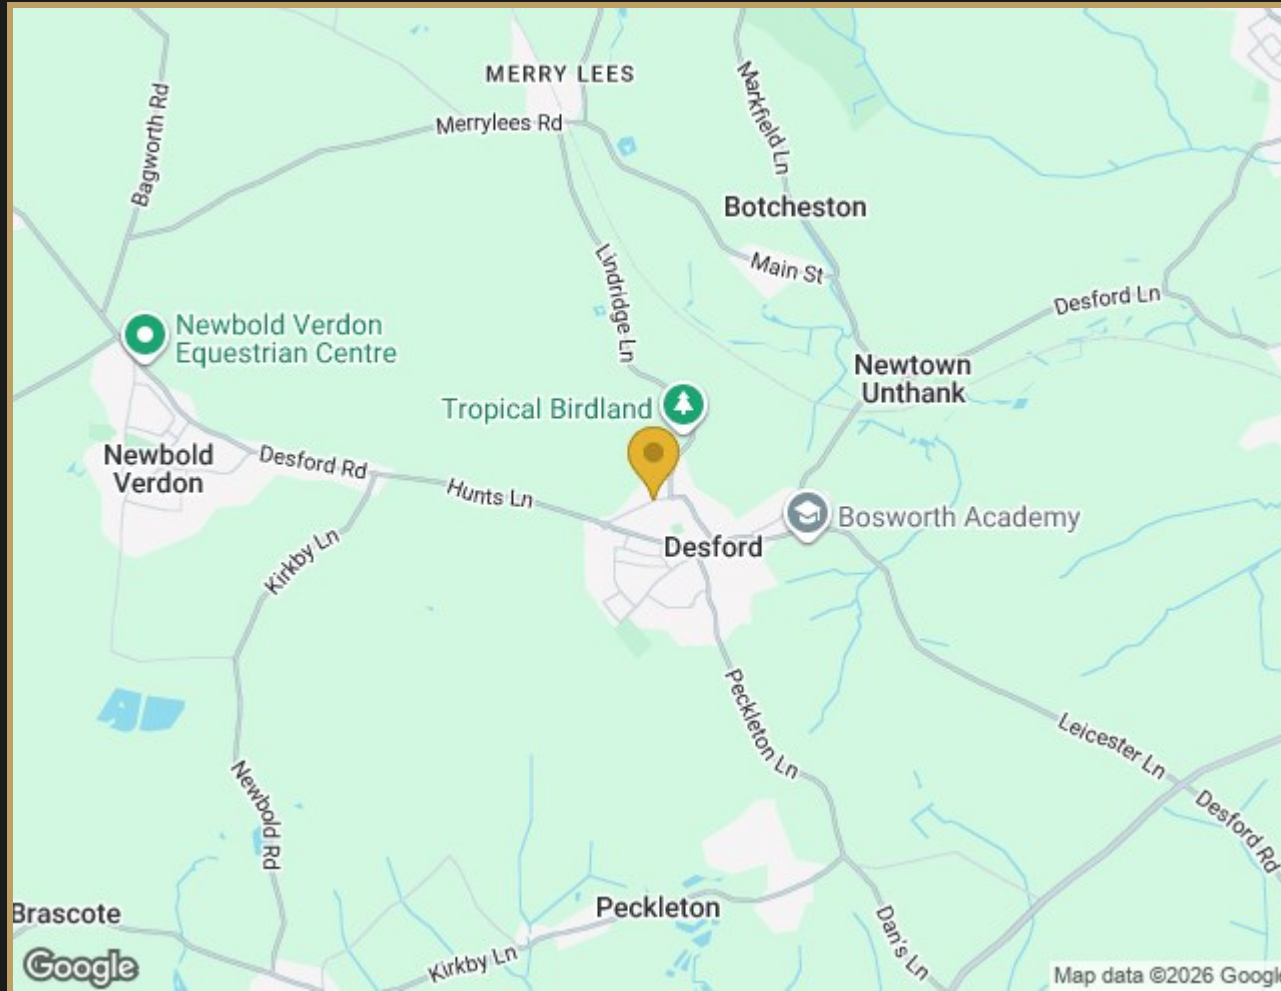 MERRY LEES
Merrylees Rd
Markfield Ln
Bagworth Rd
Botcheston
Main St
Lindridge Ln
Desford Ln
Newbold Verdon
Equestrian Centre
Newtown
Unthank
Tropical Birdland
Newbold
Verdon
Desford Rd
Hunts Ln
Bosworth Academy
Desford
Kirkby Ln
Peckleton Ln
Leicester Ln
Newbold Rd
Desford Rd
Brascote
Peckleton
Dan's Ln
Kirkby Ln
Google
Map data ©2026 Google